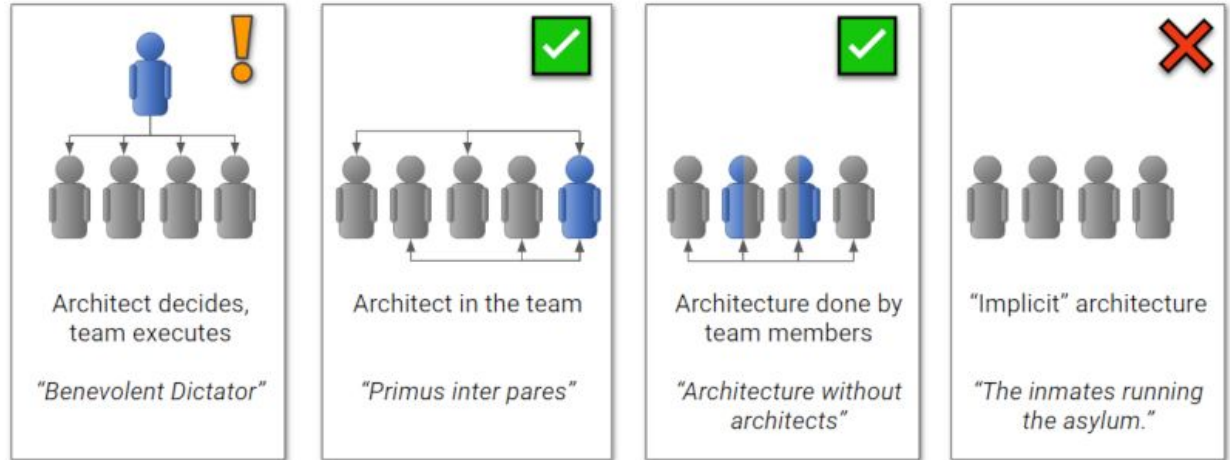 Architect decides,
team executes
“Benevolent Dictator”
Architect in the team
“Primus inter pares”
Architecture done by
team members
“Architecture without
architects”
“Implicit” architecture
“The inmates running
the asylum.”